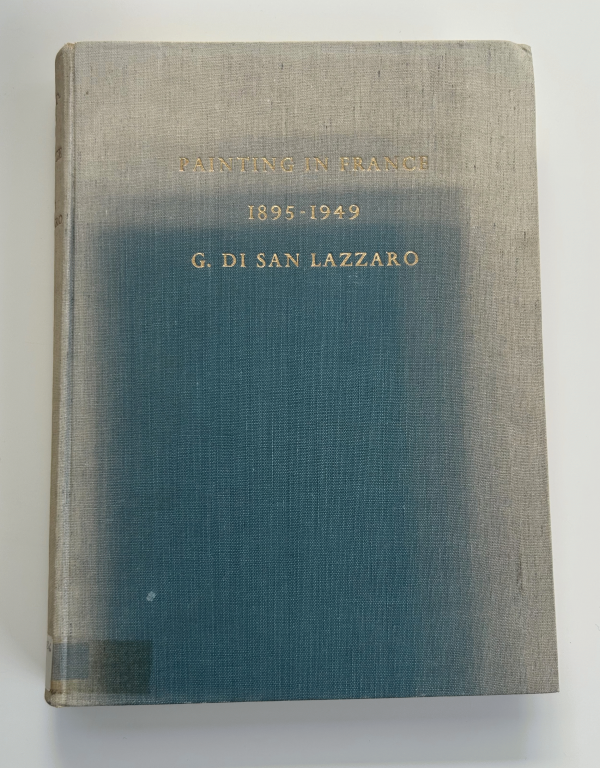 PAINTING IN FRANCE
1895-1949
G. DI SAN LAZZARO